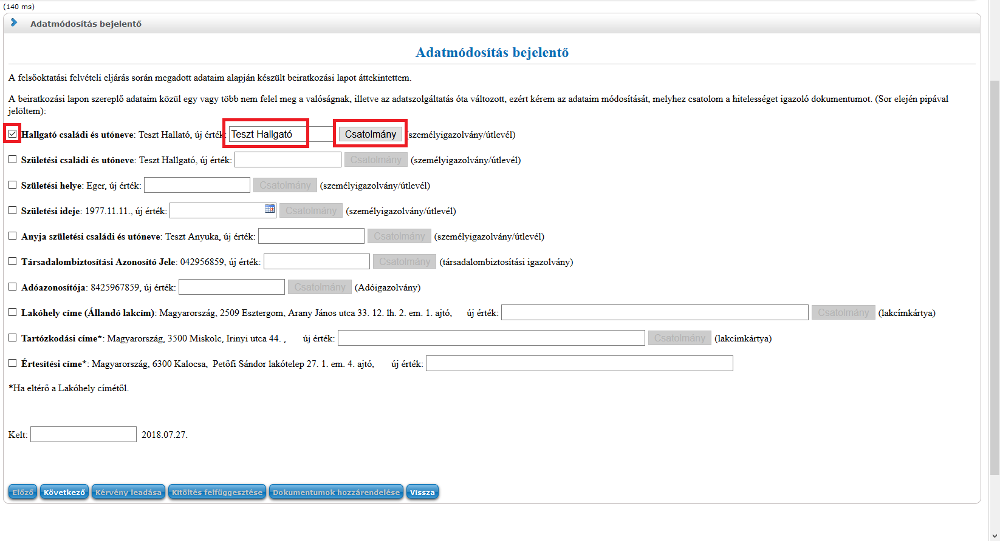 (140 ms)
Adatmódosítás bejelentő
Adatmódosítás bejelentő
A felsőoktatási felvételi eljárás során megadott adataim alapján készült beiratkozási lapot áttekintettem.
A beiratkozási lapon szereplő adataim közül egy vagy több nem felel meg a valóságnak, illetve az adatszolgáltatás óta változott, ezért kérem az adataim módosítását, melyhez csatolom a hitelességet igazoló dokumentumot. (Sor elején pipával
jelöltem):
Hallgató családi és utóneve: Teszt Hallató, új érték: Teszt Hallgató Csatolmány (személyigazolvány/útlevél)
Születési családi és utóneve: Teszt Hallgató, új érték: Csatolmány (személyigazolvány/útlevél)
Születési helye: Eger, új érték: Csatolmány (személyigazolvány/útlevél)
Születési ideje: 1977.11.11., új érték: Csatolmány (személyigazolvány/útlevél)
Anyja születési családi és utóneve: Teszt Anyuka, új érték: Csatolmány (személyigazolvány/útlevél)
Társadalombiztosítási Azonosító Jele: 042956859, új érték: Csatolmány (társadalombiztosítási igazolvány)
Adóazonosítója: 8425967859, új érték: Csatolmány (Adóigazolvány)
Lakóhely címe (Állandó lakcím): Magyarország, 2509 Esztergom, Arany János utca 33. 12. lh. 2. em. 1. ajtó, új érték: Csatolmány (lakcímkártya)
Tartózkodási címe*: Magyarország, 3500 Miskolc, Irinyi utca 44. , új érték: Csatolmány (lakcímkártya)
Értesítési címe*: Magyarország, 6300 Kalocsa, Petőfi Sándor lakótelep 27. 1. em. 4. ajtó, új érték:
*Ha eltérő a Lakóhely címétől.
Kelt: 2018.07.27.
Előző Következő Kérvény leadása Kitöltés felfüggesztése Dokumentumok hozzárendelése Vissza